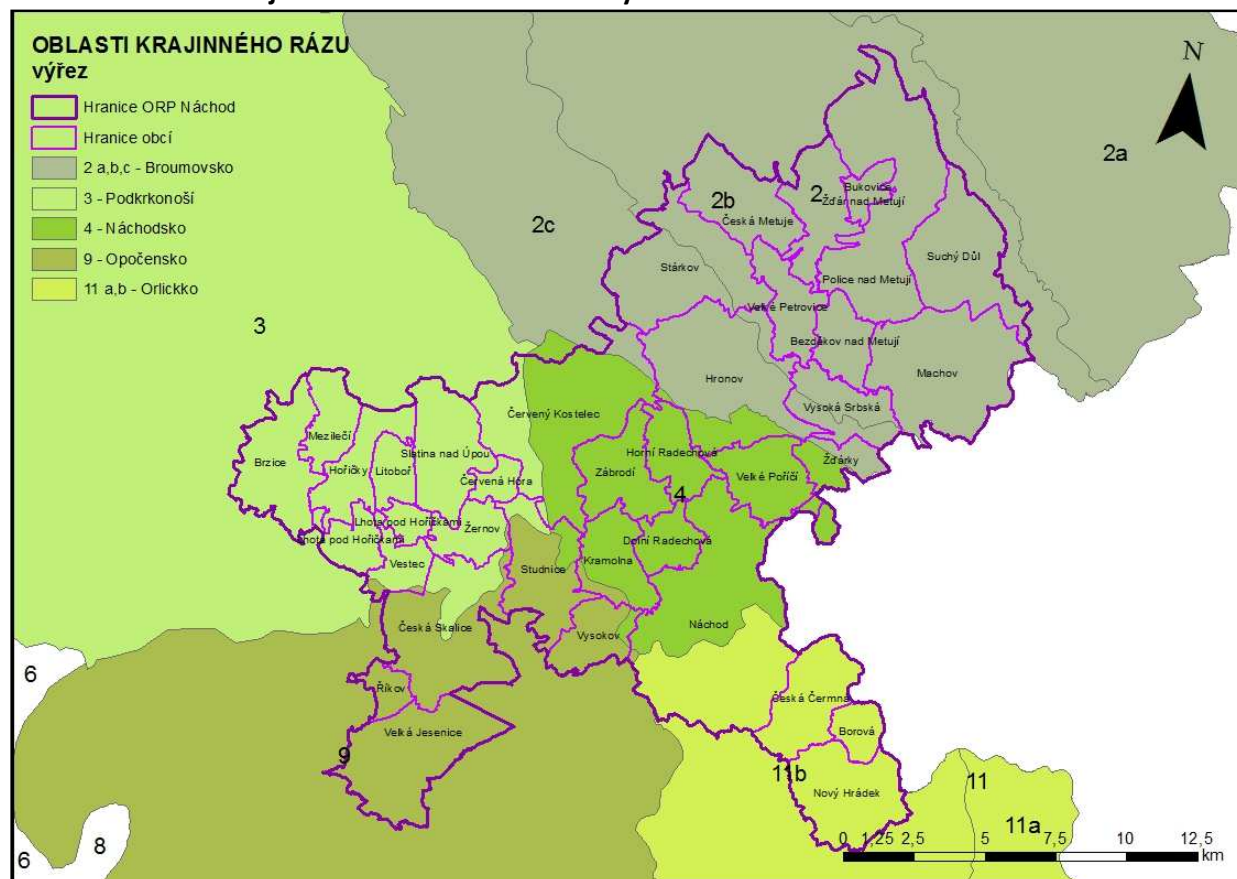 OBLASTI KRAJINNÉHO RÁZU
výřez
Hranice ORP Náchod
Hranice obcí
2 a,b,c - Broumovsko
3 - Podkrkonoší
4 - Náchodsko
9 - Opočensko
11 a,b - Orlickko
N
2a
2b
2
2c
Bukovice
Žďár nad Metují
Česká Metuje
Suchý Důl
Stárkov
Police nad Metují
Velké Petrovice
3
Bezděkov nad Metují
Machov
Hronov
Vysoká Srbská
Červený Kostelec
Mezilečí
Slatina nad Úpou
Horní Radechová
Žďárky
Brzice
Hořičky
Litoboř
Červená Hora
Zábrodí
Velké Poříčí
4
Lhota pod Hořičkami
Žernov
Lhota pod Hořičkami
Dolní Radechová
Vestec
Studnice
Kramolna
Česká Skalice
Vysokov
Náchod
6
Říkov
Česká Čermná
Velká Jesenice
Borová
9
11b
Nový Hrádek
11
11a
6
8
0 1,25 2,5 5 7,5 10 12,5
km